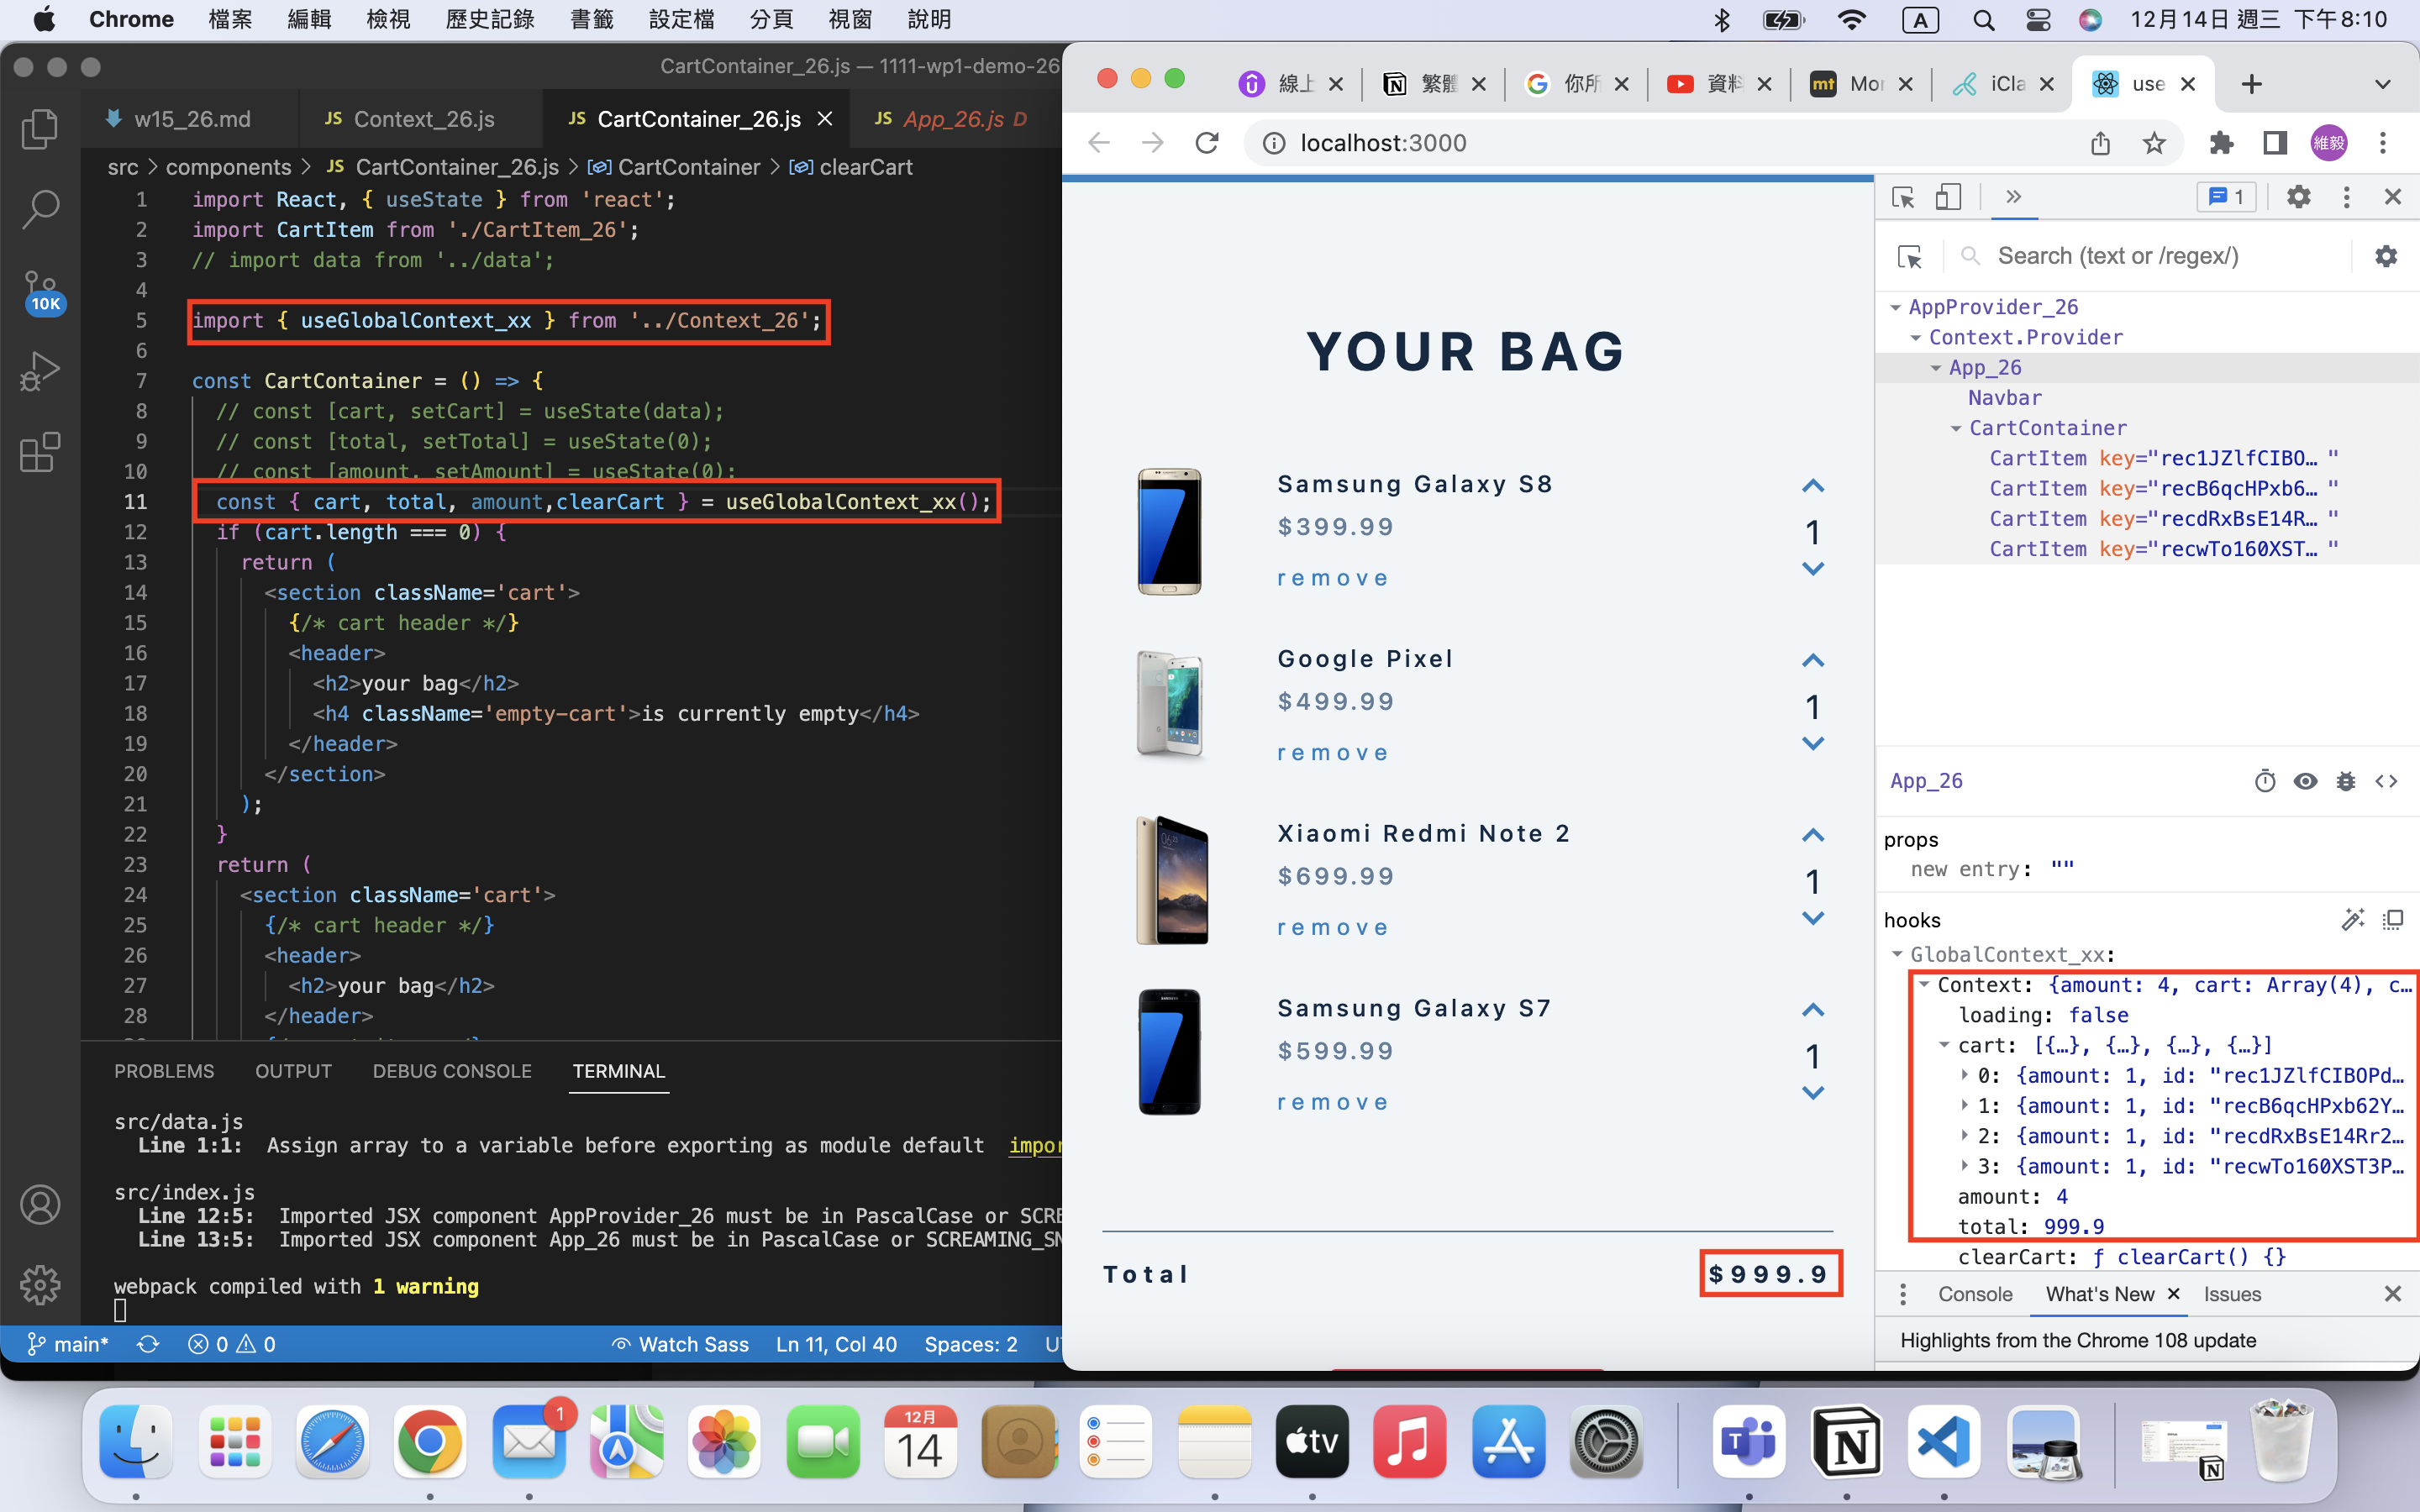 Chrome 檔案 編輯 檢視 歷史記錄 書籤 設定檔 分頁 視窗 說明
A 12月14日 週三 下午8:10
CartContainer_26.js — 1111-wp1-demo-26
w15_26.md JS Context_26.js JS CartContainer_26.js JS App_26.js D
src > components > JS CartContainer_26.js > CartContainer > clearCart
10K
1 import React, { useState } from 'react';
2 import CartItem from './CartItem_26';
3 // import data from '../data';
4
5 import { useGlobalContext_xx } from '../Context_26';
6
7 const CartContainer = () => {
8 // const [cart, setCart] = useState(data);
9 // const [total, setTotal] = useState(0);
10 // const [amount, setAmount] = useState(0);
11 const { cart, total, amount,clearCart } = useGlobalContext_xx();
12 if (cart.length === 0) {
13 return (
14 <section className='cart'>
15 {/* cart header */}
16 <header>
17 <h2>your bag</h2>
18 <h4 className='empty-cart'>is currently empty</h4>
19 </header>
20 </section>
21 );
22 }
23 return (
24 <section className='cart'>
25 {/* cart header */}
26 <header>
27 <h2>your bag</h2>
28 </header>
PROBLEMS OUTPUT DEBUG CONSOLE TERMINAL
src/data.js
Line 1:1: Assign array to a variable before exporting as module default impor
src/index.js
Line 12:5: Imported JSX component AppProvider_26 must be in PascalCase or SCRE
Line 13:5: Imported JSX component App_26 must be in PascalCase or SCREAMING_SN
webpack compiled with 1 warning
main* 0 0 Watch Sass Ln 11, Col 40 Spaces: 2
線上 繁體 你所 資料 mt Mor iCla use
localhost:3000 維毅
YOUR BAG
Samsung Galaxy S8
$399.99
1
remove
Google Pixel
$499.99
1
remove
Xiaomi Redmi Note 2
$699.99
1
remove
Samsung Galaxy S7
$599.99
1
remove
Total $999.9
1
Search (text or /regex/)
AppProvider_26
Context.Provider
App_26
Navbar
CartContainer
CartItem key="rec1JZlfCIBO… "
CartItem key="recB6qcHPxb6… "
CartItem key="recdRxBsE14R… "
CartItem key="recwTo160XST… "
App_26
props
new entry: ""
hooks
GlobalContext_xx:
Context: {amount: 4, cart: Array(4), c…
loading: false
cart: [{…}, {…}, {…}, {…}]
0: {amount: 1, id: "rec1JZlfCIBOPd…
1: {amount: 1, id: "recB6qcHPxb62Y…
2: {amount: 1, id: "recdRxBsE14Rr2…
3: {amount: 1, id: "recwTo160XST3P…
amount: 4
total: 999.9
clearCart: ƒ clearCart() {}
Console What's New Issues
Highlights from the Chrome 108 update
1
12月
14
tv